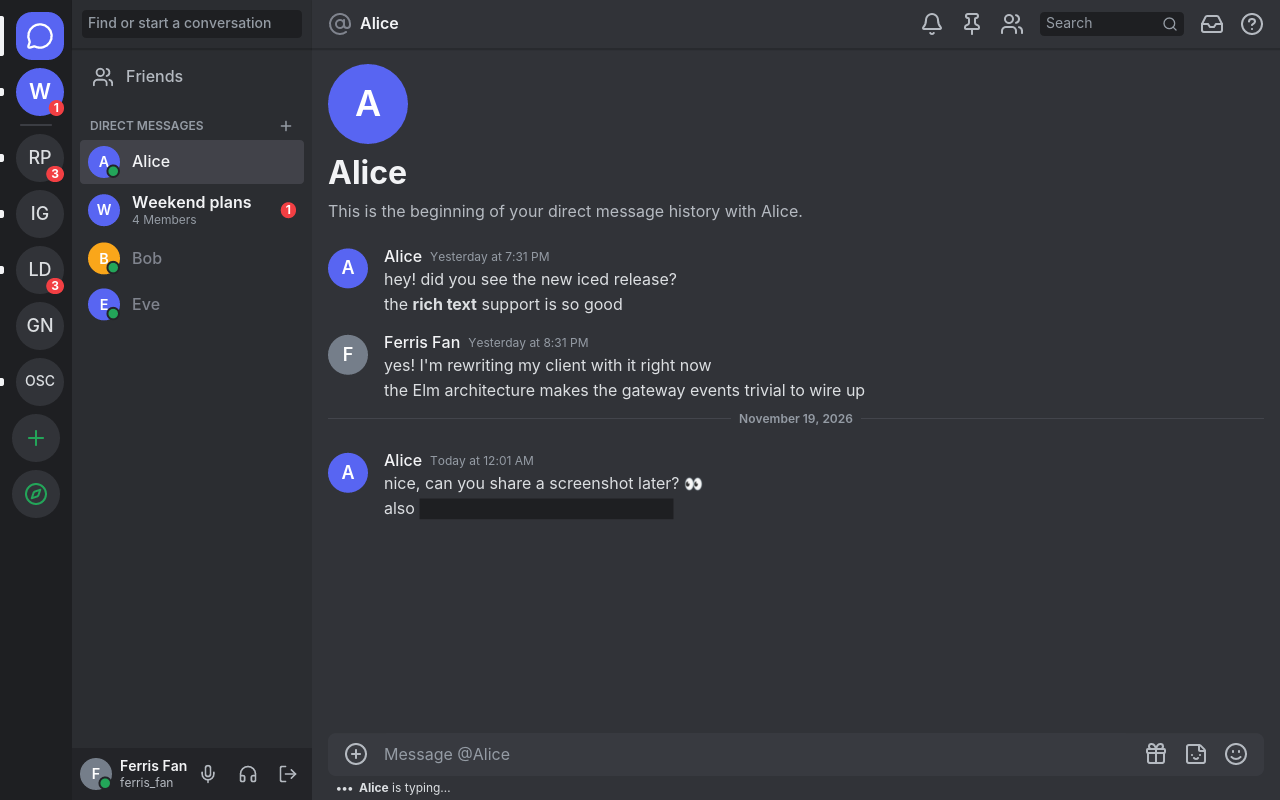 Find or start a conversation
Alice
Search
W
1
RP
3
IG
LD
3
GN
OSC
Friends
DIRECT MESSAGES
A
Alice
W
Weekend plans
4 Members
1
B
Bob
E
Eve
F
Ferris Fan
ferris_fan
A
Alice
This is the beginning of your direct message history with Alice.
A
Alice Yesterday at 7:31 PM
hey! did you see the new iced release?
the rich text support is so good
F
Ferris Fan Yesterday at 8:31 PM
yes! I'm rewriting my client with it right now
the Elm architecture makes the gateway events trivial to wire up
November 19, 2026
A
Alice Today at 12:01 AM
nice, can you share a screenshot later? 👀
also
Message @Alice
Alice is typing...